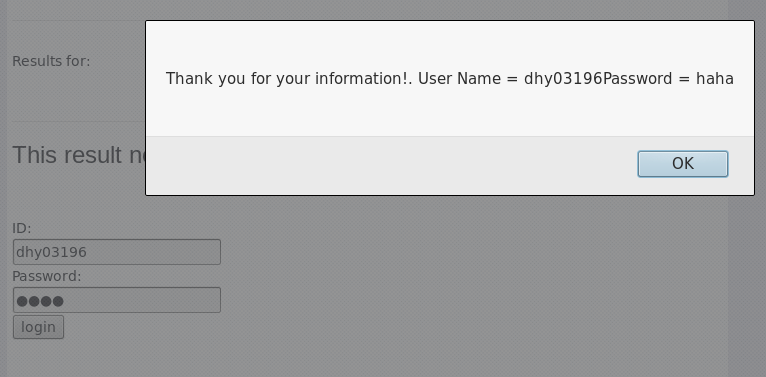 Results for:
Thank you for your information!. User Name = dhy03196Password = haha
OK
This result
ID:
dhy03196
Password:
●●●●
login